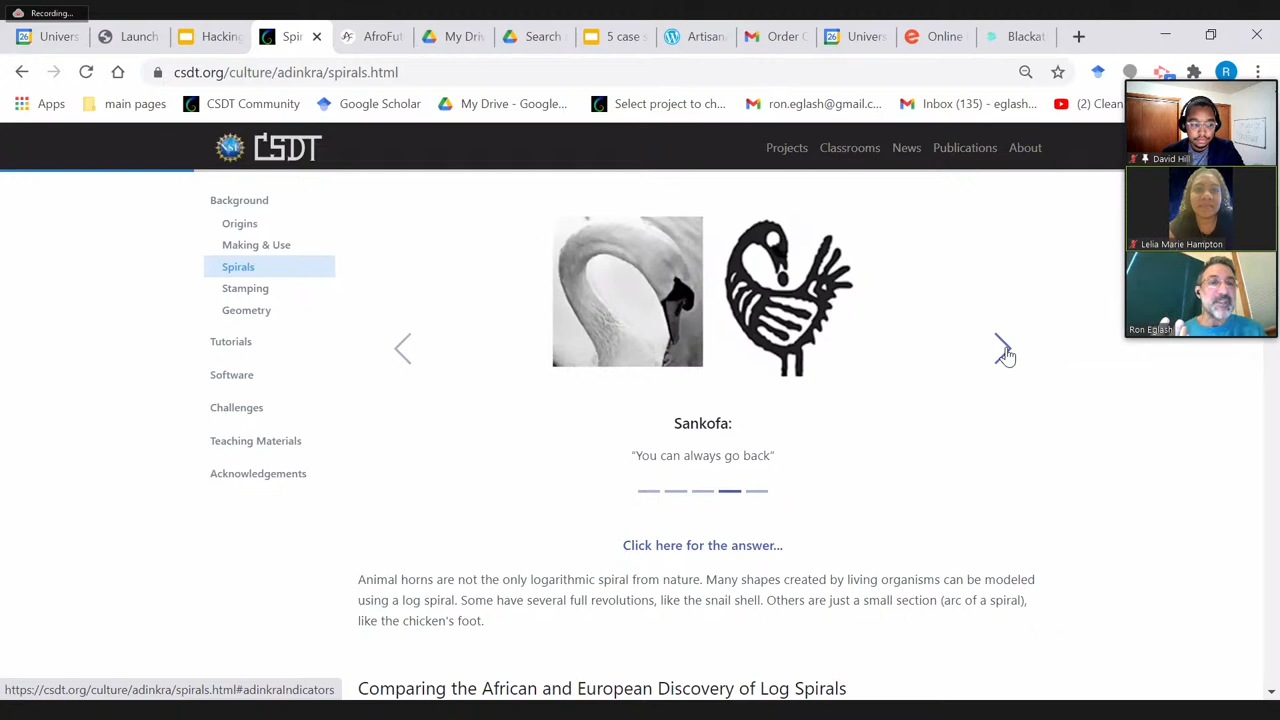 Recording...
Univers
Launch
Hacking
Spir
AfroFut
My Driv
Search
5 case s
Artisana
Order C
Univers
Online
Blackat
csdt.org/culture/adinkra/spirals.html
R
Apps
main pages
CSDT Community
Google Scholar
My Drive - Google...
Select project to ch...
ron.eglash@gmail.c...
Inbox (135) - eglash...
(2) Clean
CSDT
Projects
Classrooms
News
Publications
About
David Hill
Lelia Marie Hampton
Ron Eglash
Background
Origins
Making & Use
Spirals
Stamping
Geometry
Tutorials
Software
Challenges
Teaching Materials
Acknowledgements
Sankofa:
“You can always go back”
Click here for the answer...
Animal horns are not the only logarithmic spiral from nature. Many shapes created by living organisms can be modeled
using a log spiral. Some have several full revolutions, like the snail shell. Others are just a small section (arc of a spiral),
like the chicken's foot.
Comparing the African and European Discovery of Log Spirals
https://csdt.org/culture/adinkra/spirals.html#adinkraIndicators